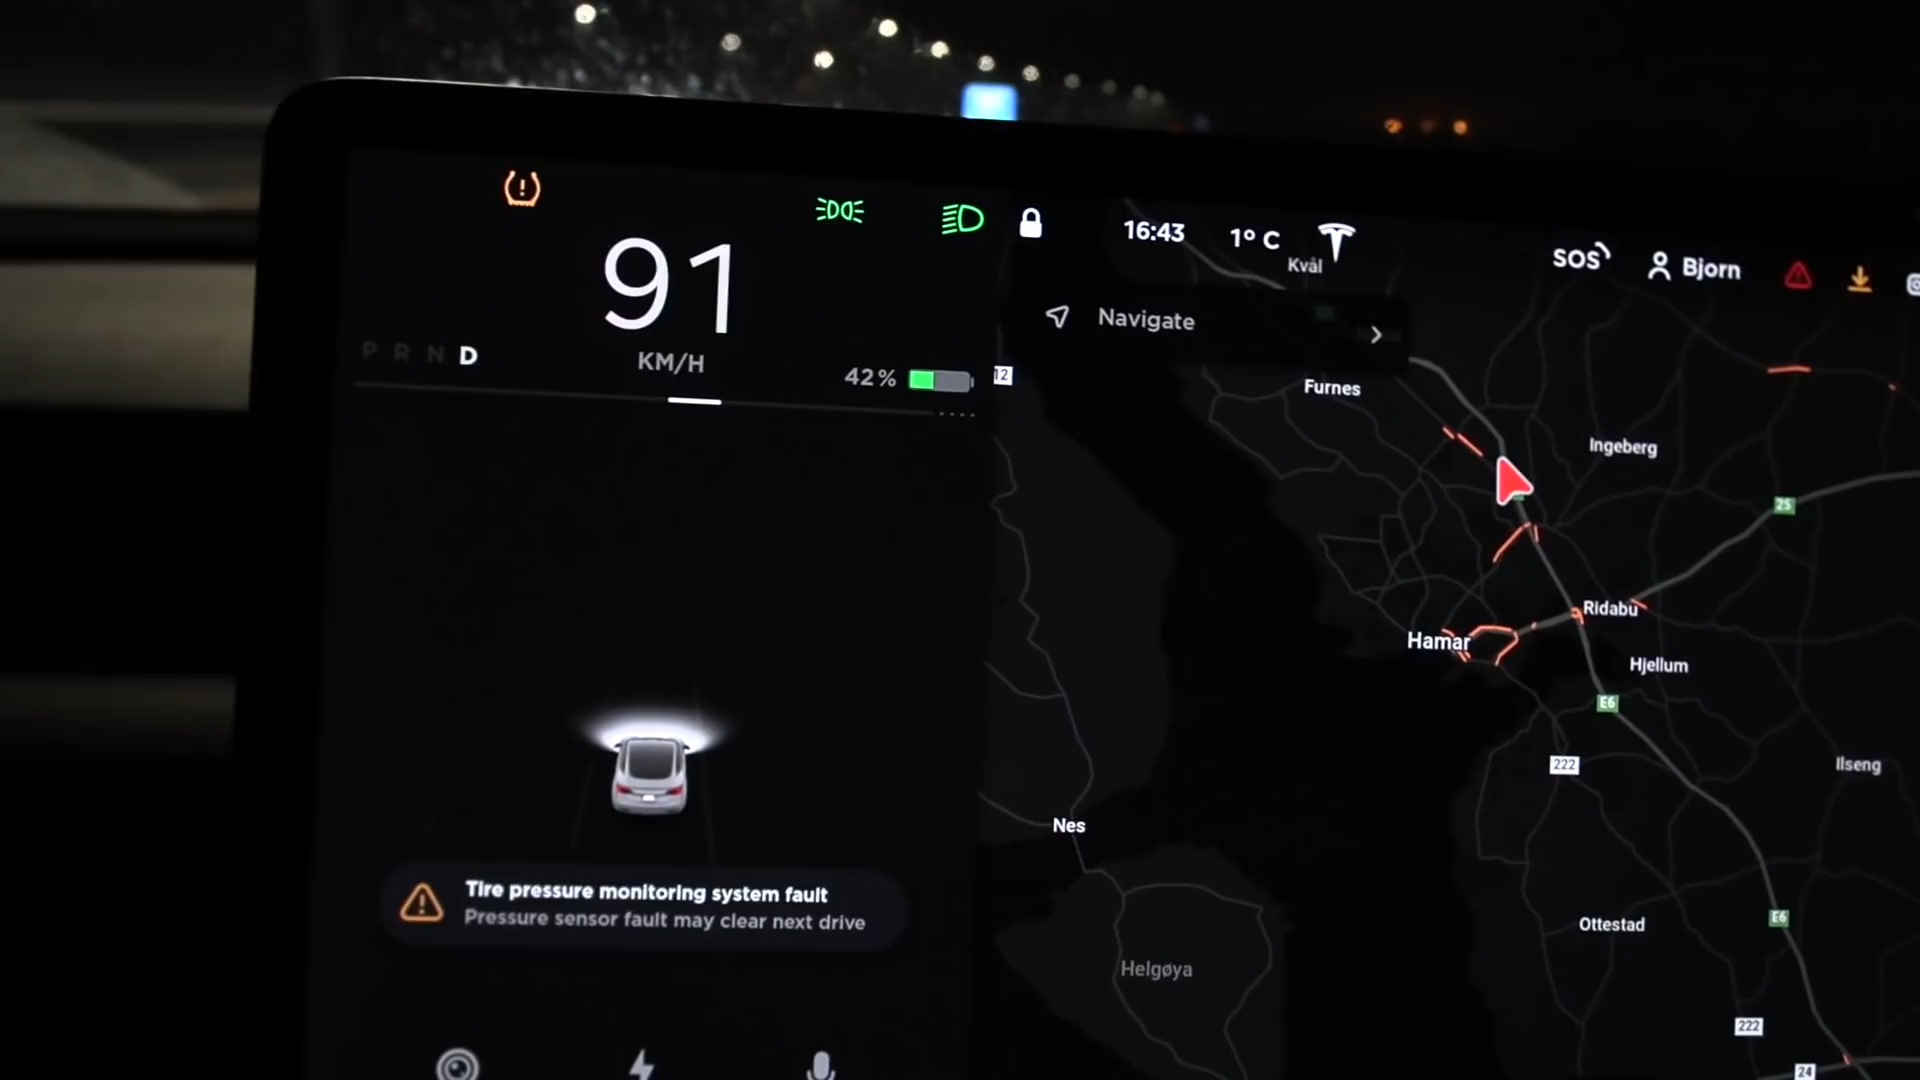 91
KM/H
P R N D
42%
Tire pressure monitoring system fault
Pressure sensor fault may clear next drive
16:43
1° C
SOS
Bjorn
Navigate
Kvål
12
Furnes
Ingeberg
25
Ridabu
Hamar
Hjellum
E6
222
Ilseng
Nes
E6
Ottestad
Helgøya
222
24